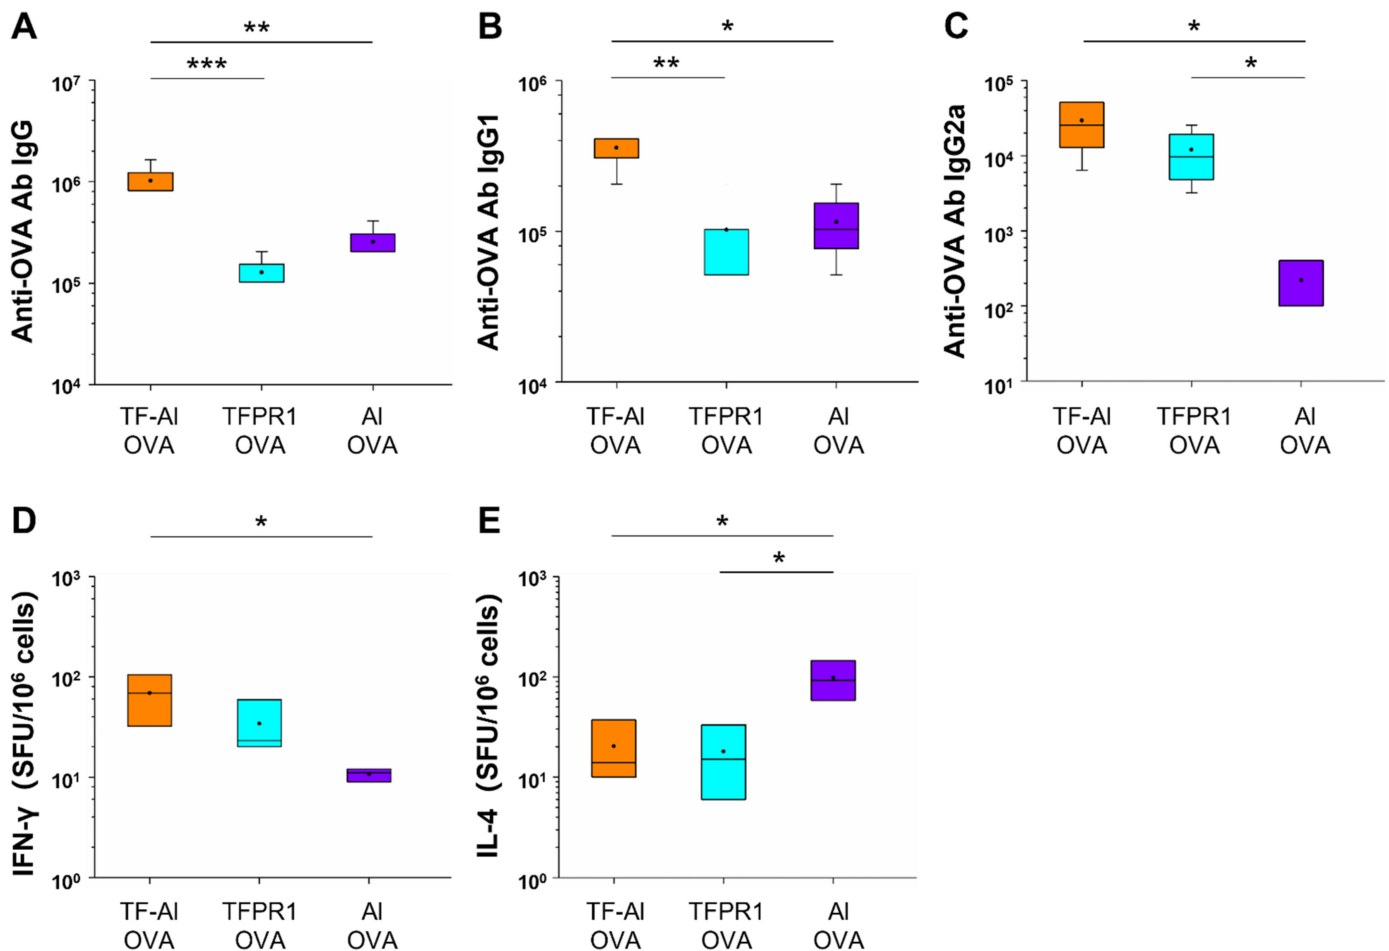 A
**
***
Anti-OVA Ab IgG
10⁷
10⁶
10⁵
10⁴
TF-Al TFPR1 Al
OVA OVA OVA
B
*
**
Anti-OVA Ab IgG1
10⁶
10⁵
10⁴
TF-Al TFPR1 Al
OVA OVA OVA
C
*
*
Anti-OVA Ab IgG2a
10⁵
10⁴
10³
10²
10¹
TF-Al TFPR1 Al
OVA OVA OVA
D
*
IFN-γ (SFU/10⁶ cells)
10³
10²
10¹
10⁰
TF-Al TFPR1 Al
OVA OVA OVA
E
*
*
IL-4 (SFU/10⁶ cells)
10³
10²
10¹
10⁰
TF-Al TFPR1 Al
OVA OVA OVA